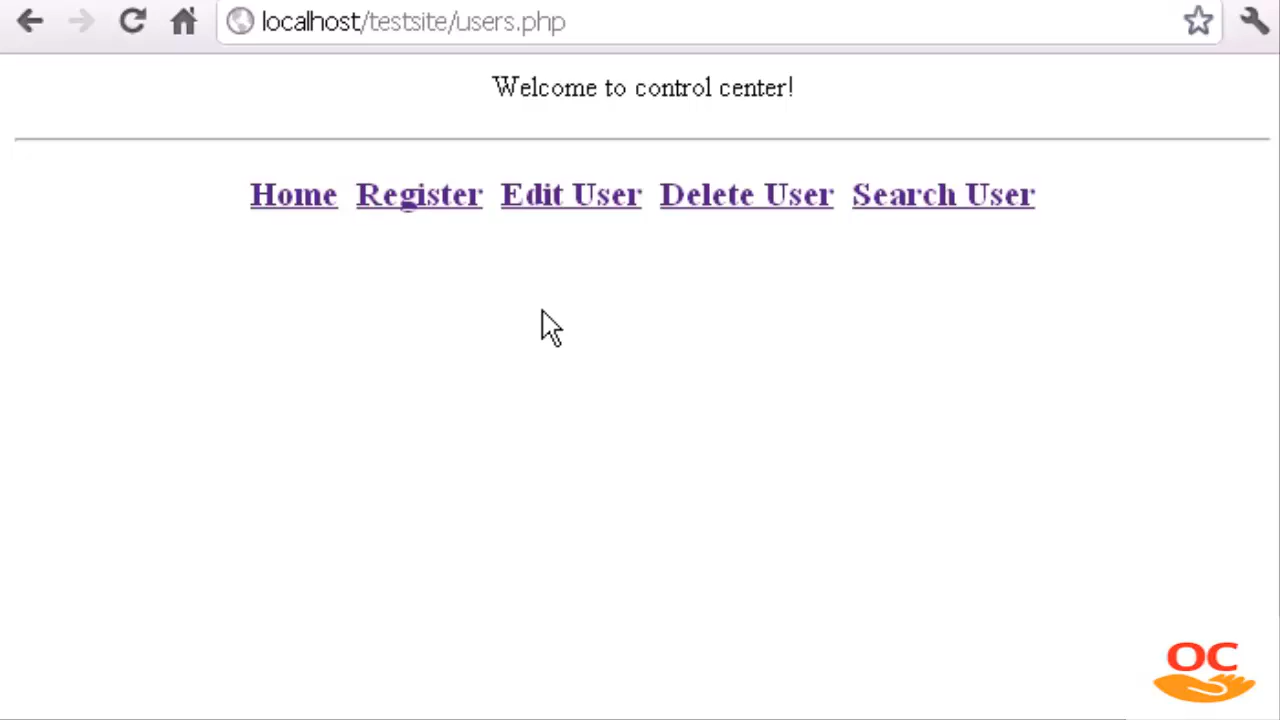 localhost/testsite/users.php
Welcome to control center!
Home Register Edit User Delete User Search User
OC